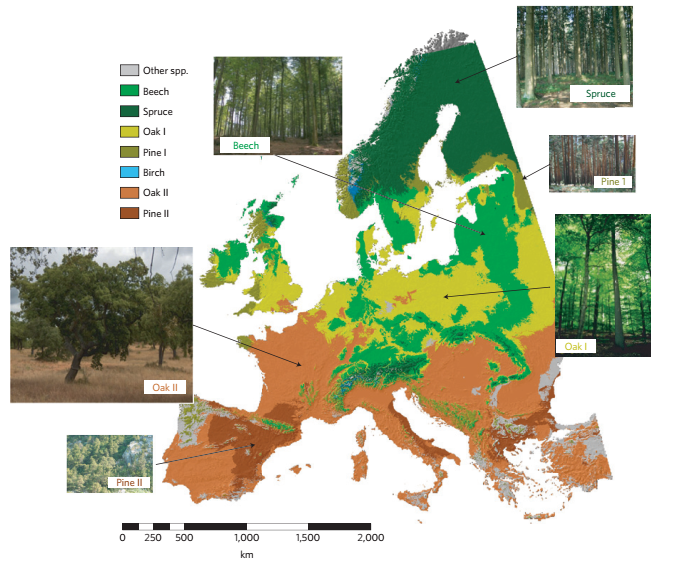 Other spp.
Beech
Spruce
Oak I
Pine I
Birch
Oak II
Pine II
Beech
Spruce
Pine 1
Oak I
Oak II
Pine II
0 250 500 1,000 1,500 2,000
km